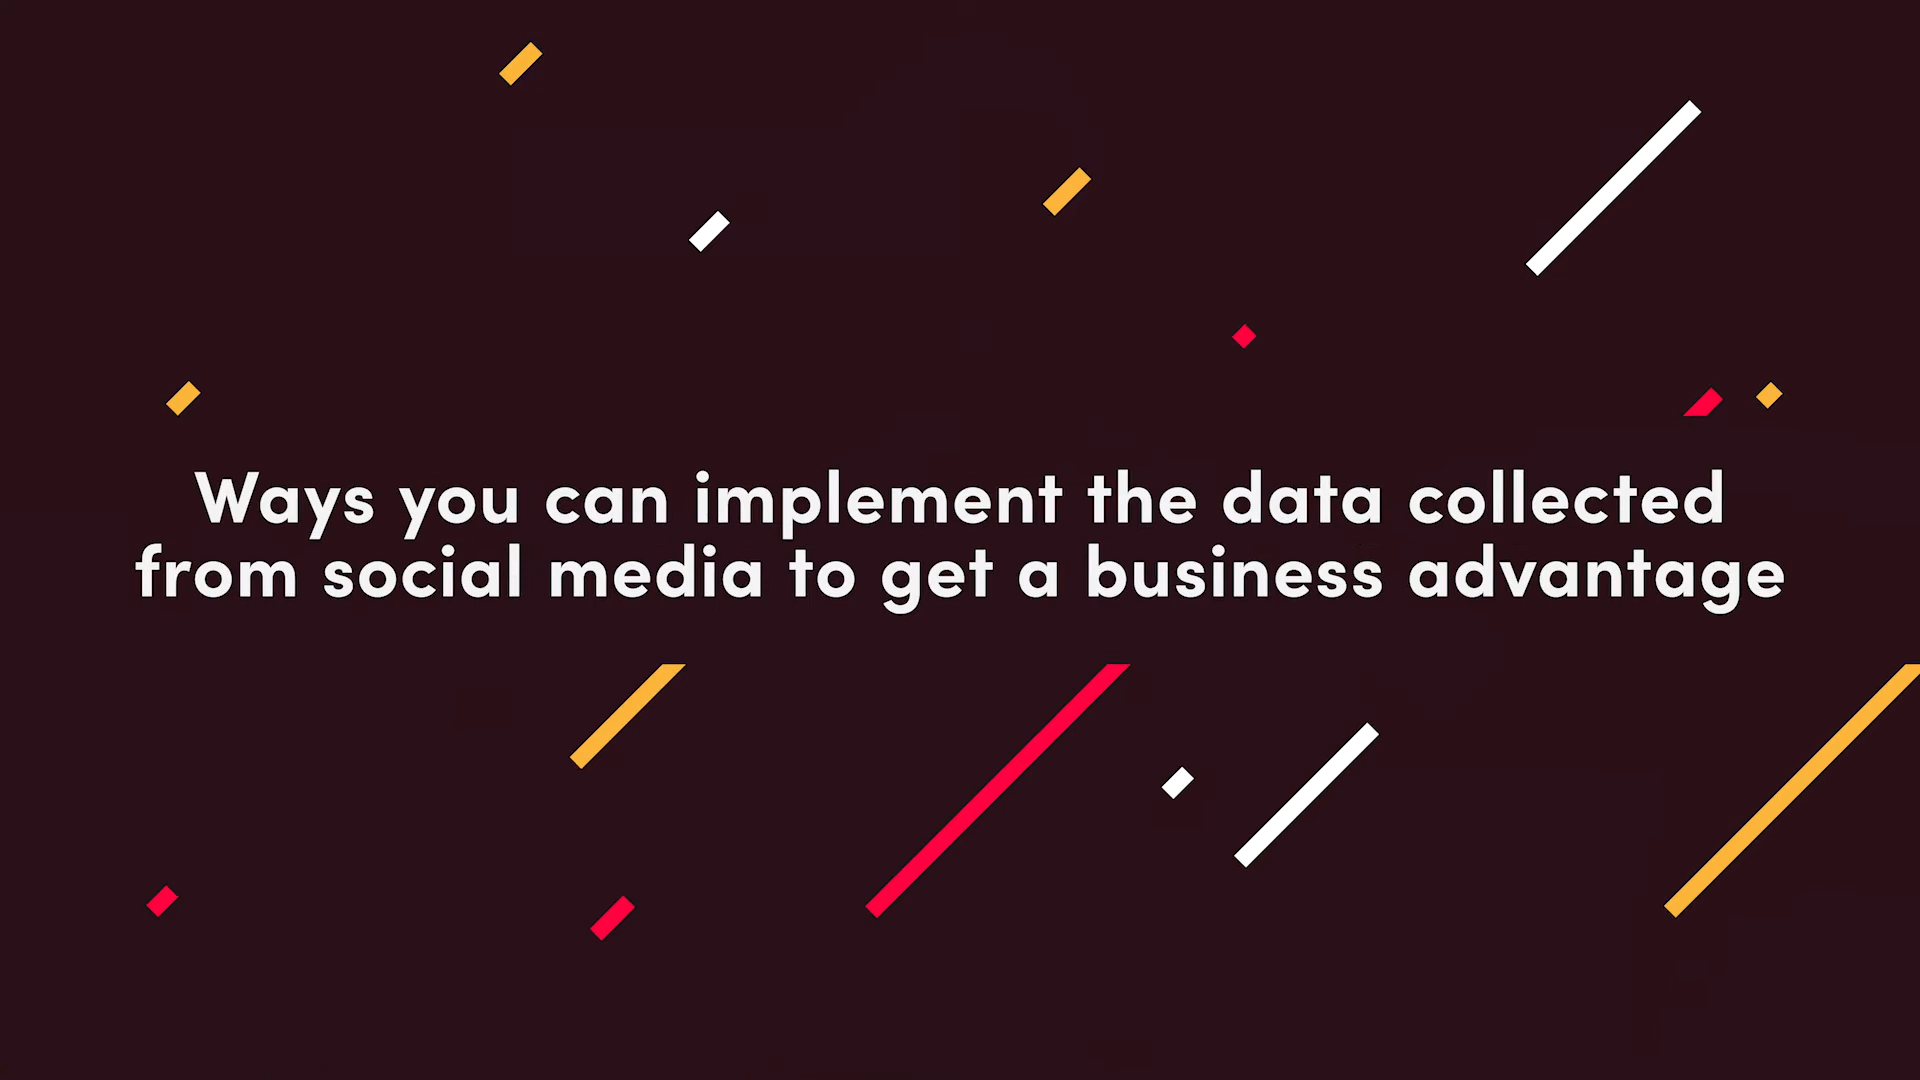 Ways you can implement the data collected
from social media to get a business advantage